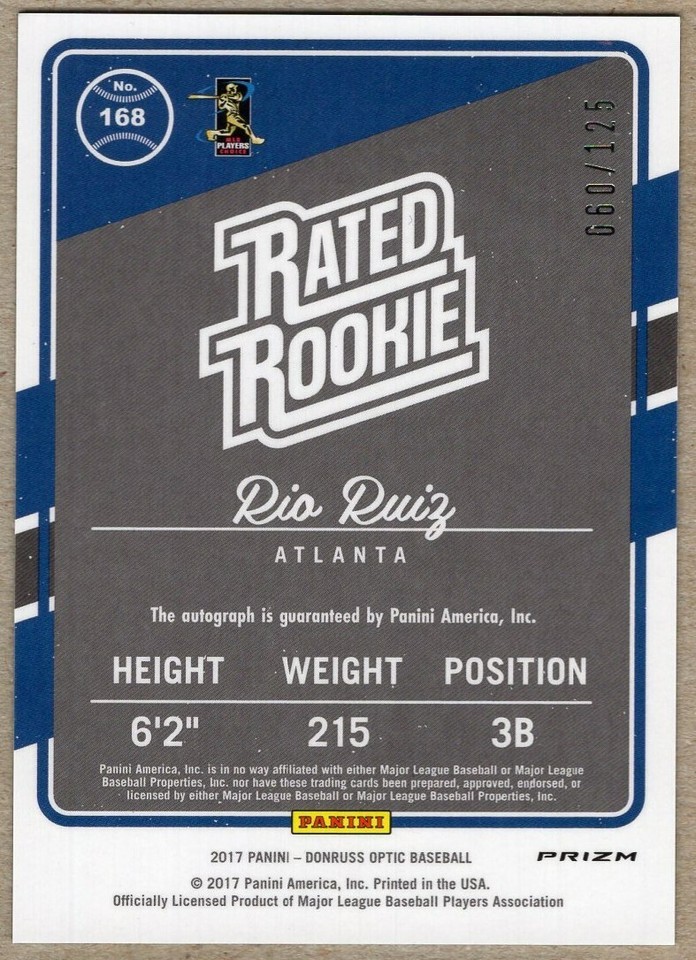 No.
168
MLB
PLAYERS
CHOICE
060/125
RATED
ROOKIE
Rio Ruiz
ATLANTA
The autograph is guaranteed by Panini America, Inc.
HEIGHT WEIGHT POSITION
6'2" 215 3B
Panini America, Inc. is in no way affiliated with either Major League Baseball or Major League
Baseball Properties, Inc. nor have these trading cards been prepared, approved, endorsed, or
licensed by either Major League Baseball or Major League Baseball Properties, Inc.
PANINI
2017 PANINI – DONRUSS OPTIC BASEBALL
PRIZM
© 2017 Panini America, Inc. Printed in the USA.
Officially Licensed Product of Major League Baseball Players Association